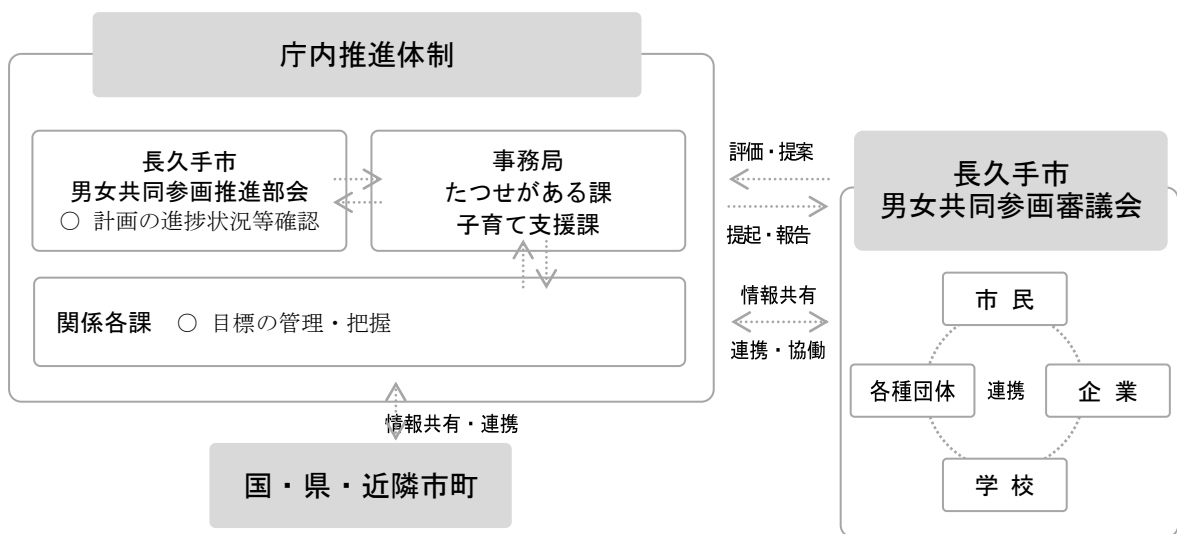 庁内推進体制
長久手市
男女共同参画推進部会
○ 計画の進捗状況等確認
事務局
たつせがある課
子育て支援課
関係各課 ○ 目標の管理・把握
評価・提案
提起・報告
情報共有
連携・協働
長久手市
男女共同参画審議会
市 民
各種団体 連携 企 業
学 校
情報共有・連携
国・県・近隣市町